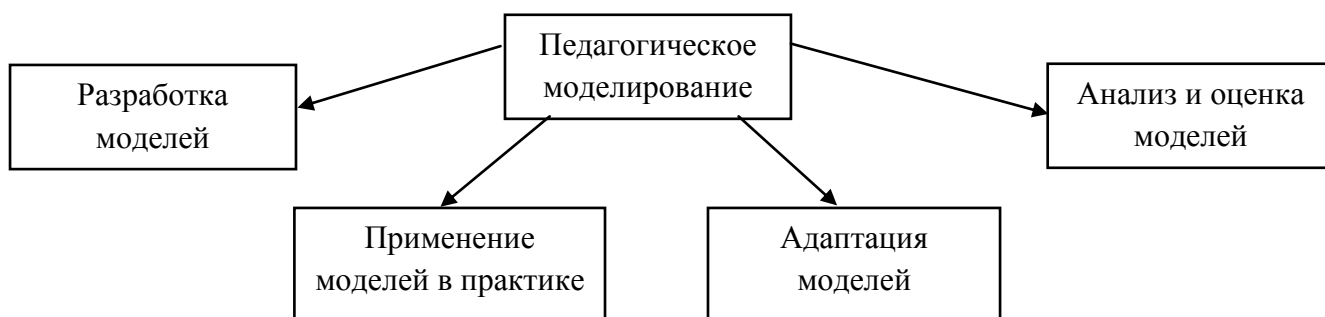 Педагогическое
моделирование
Разработка
моделей
Анализ и оценка
моделей
Применение
моделей в практике
Адаптация
моделей